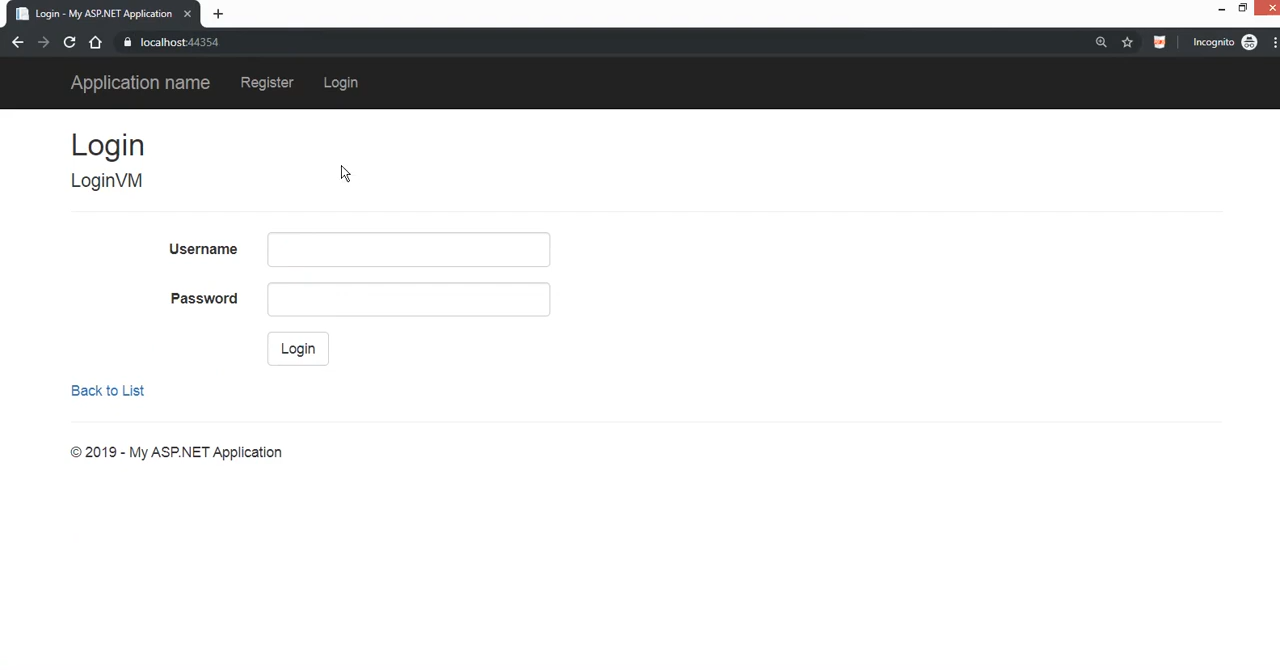 Login - My ASP.NET Application
localhost:44354
Incognito
Application name Register Login
Login
LoginVM
Username
Password
Login
Back to List
© 2019 - My ASP.NET Application